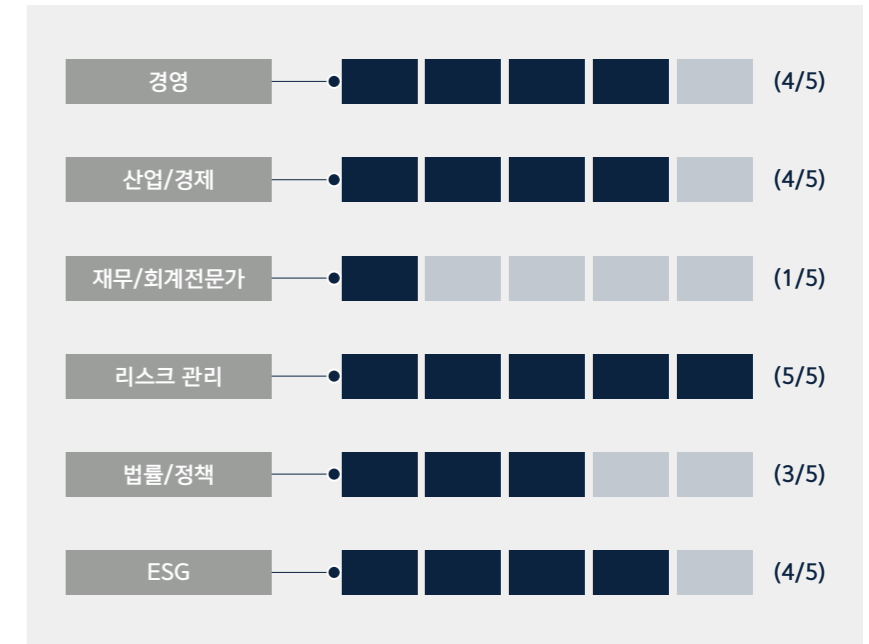 경영 (4/5)
산업/경제 (4/5)
재무/회계전문가 (1/5)
리스크 관리 (5/5)
법률/정책 (3/5)
ESG (4/5)